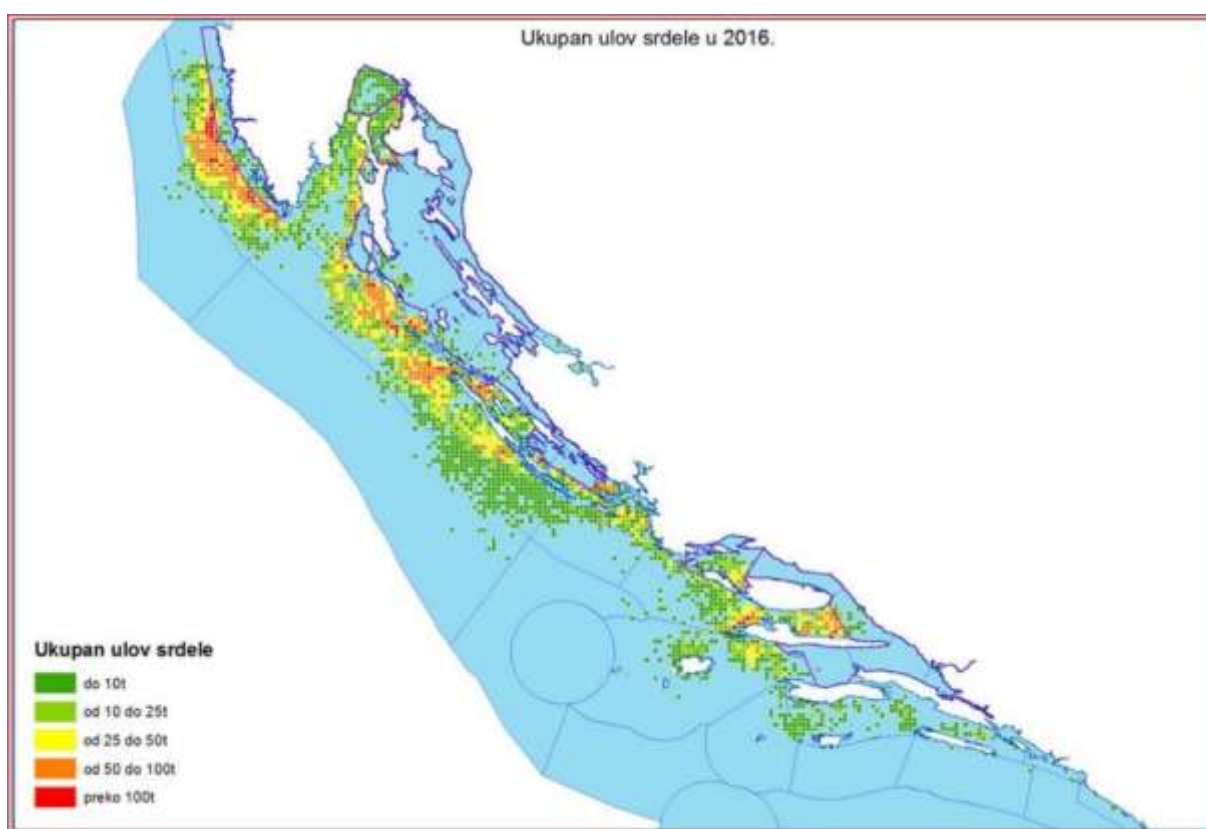 Ukupan ulov srdele u 2016.
Ukupan ulov srdele
do 10t
od 10 do 25t
od 25 do 50t
od 50 do 100t
preko 100t